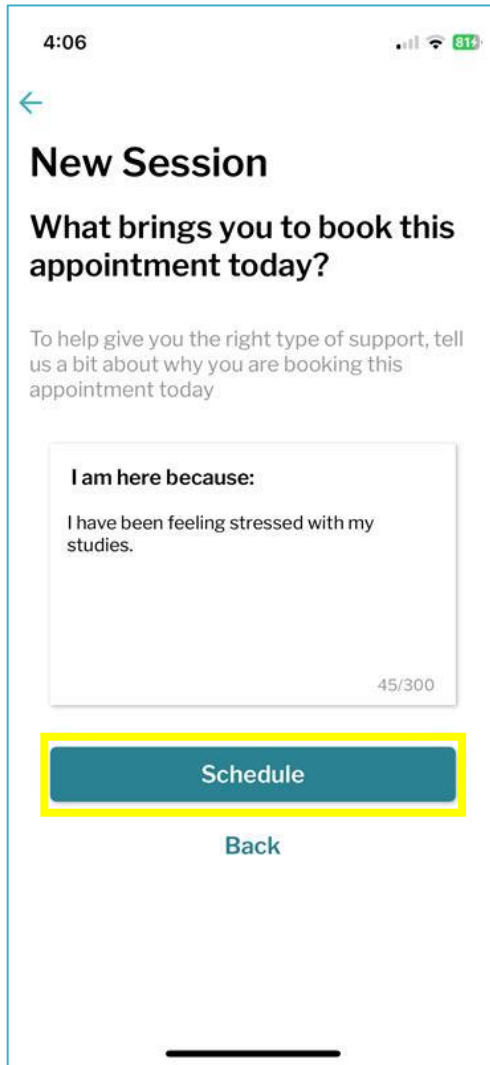 4:06
81
New Session
What brings you to book this
appointment today?
To help give you the right type of support, tell
us a bit about why you are booking this
appointment today
I am here because:
I have been feeling stressed with my
studies.
45/300
Schedule
Back